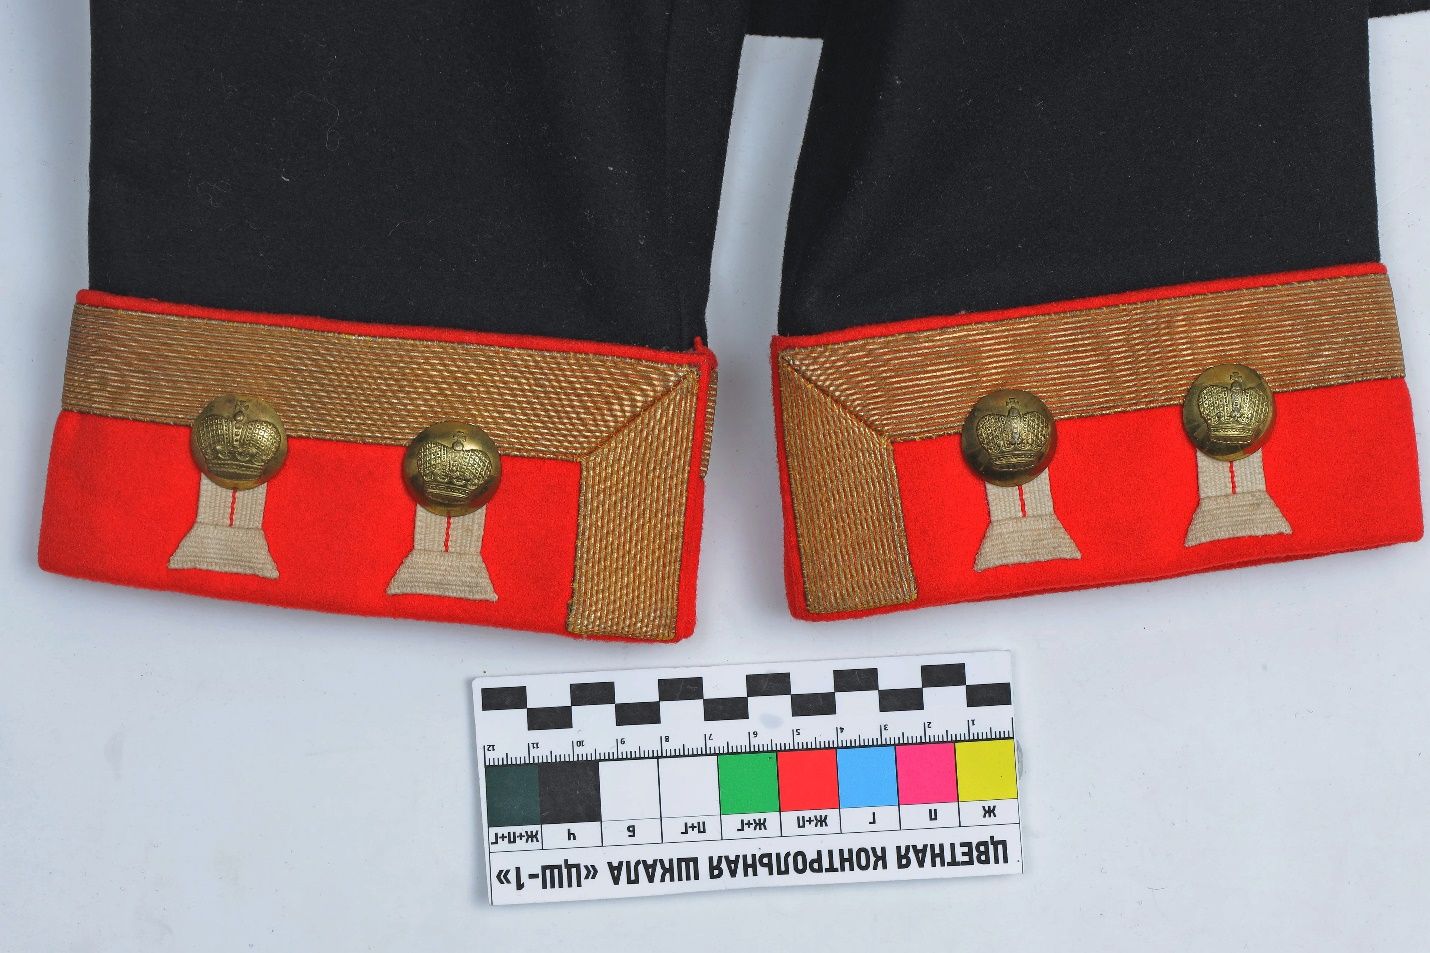 ЦВЕТНАЯ КОНТРОЛЬНАЯ ШКАЛА «ЦШ-1»
Ж П Г Ж+П Ж+Г П+Г Б Ч Ж+П+Г
1 2 3 4 5 6 7 8 9 10 11 12